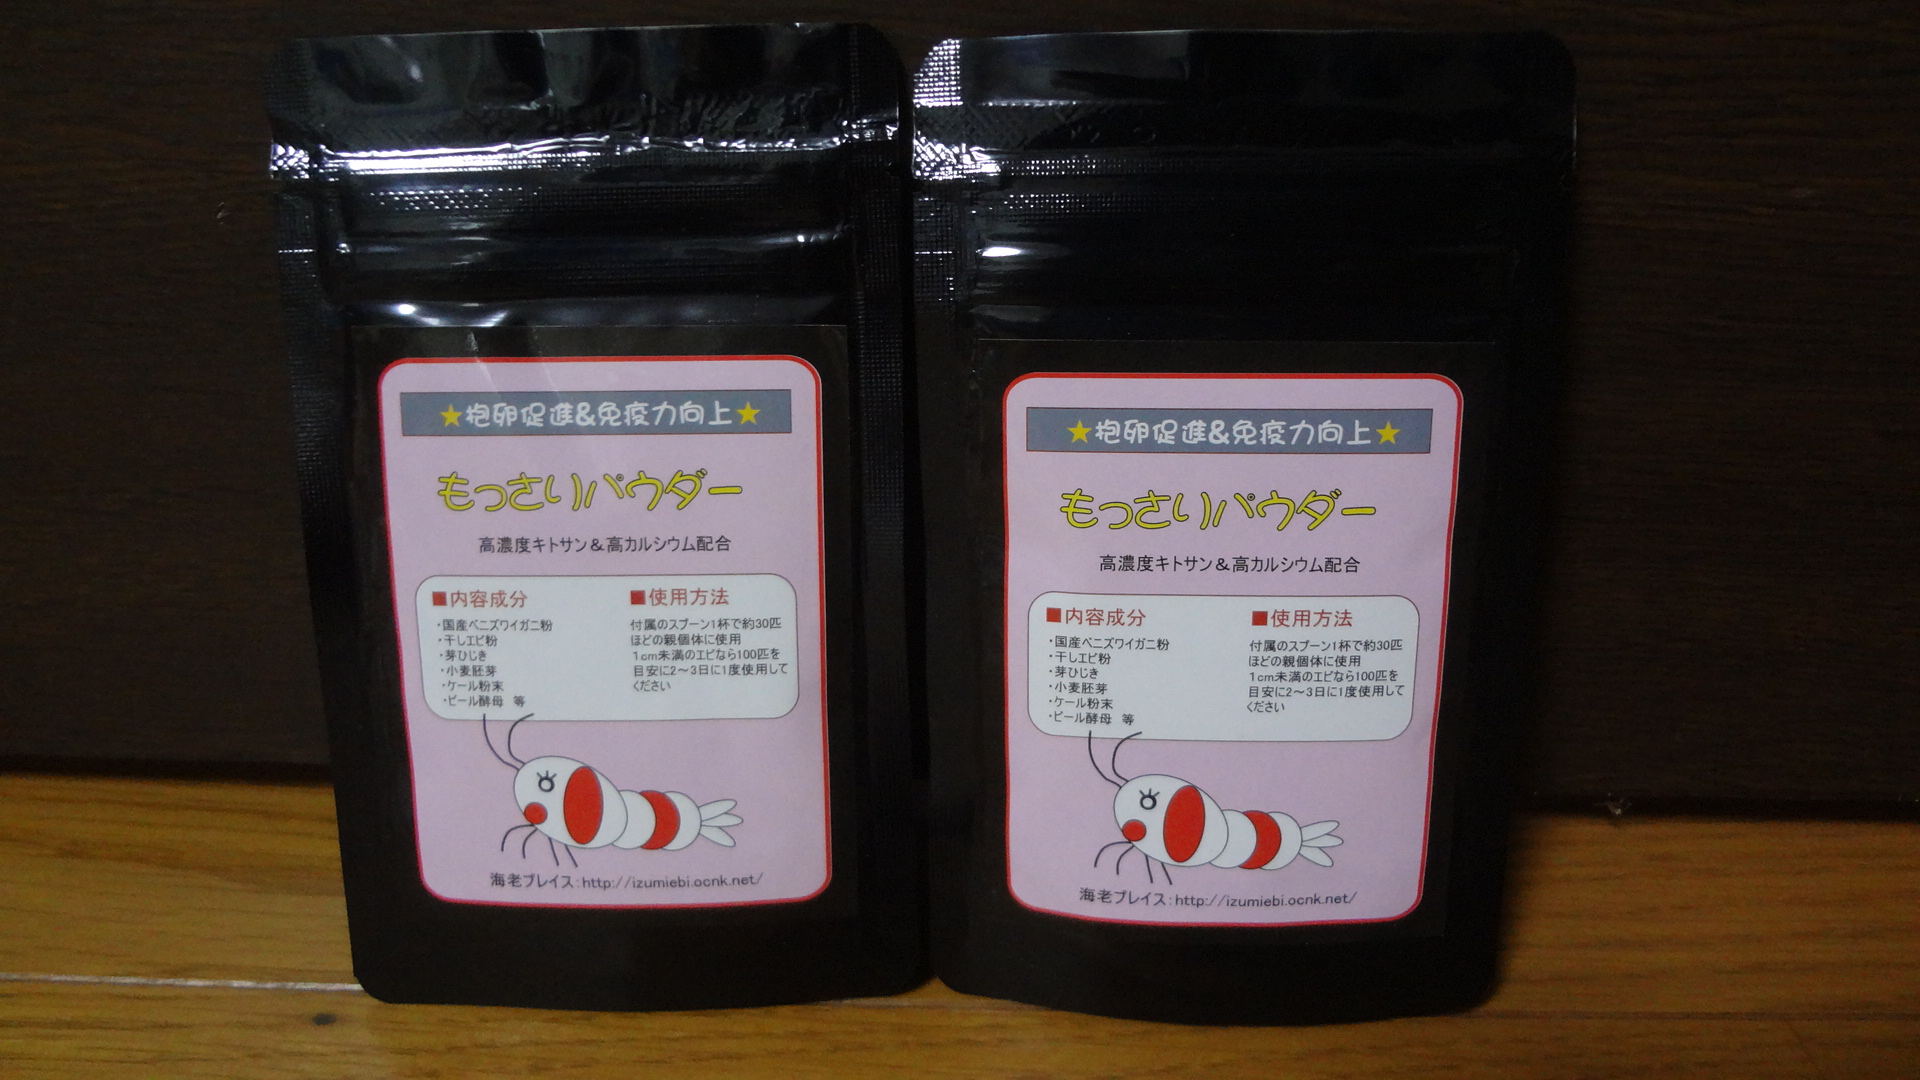 ★抱卵促進&免疫力向上★
もっさりパウダー
高濃度キトサン＆高カルシウム配合
■内容成分
・国産ベニズワイガニ粉
・干しエビ粉
・芽ひじき
・小麦胚芽
・ケール粉末
・ビール酵母　等
■使用方法
付属のスプーン1杯で約30匹
ほどの親個体に使用
1cm未満のエビなら100匹を
目安に2～3日に1度使用して
ください
海老プレイス：http://izumiebi.ocnk.net/
★抱卵促進&免疫力向上★
もっさりパウダー
高濃度キトサン＆高カルシウム配合
■内容成分
・国産ベニズワイガニ粉
・干しエビ粉
・芽ひじき
・小麦胚芽
・ケール粉末
・ビール酵母　等
■使用方法
付属のスプーン1杯で約30匹
ほどの親個体に使用
1cm未満のエビなら100匹を
目安に2～3日に1度使用して
ください
海老プレイス：http://izumiebi.ocnk.net/